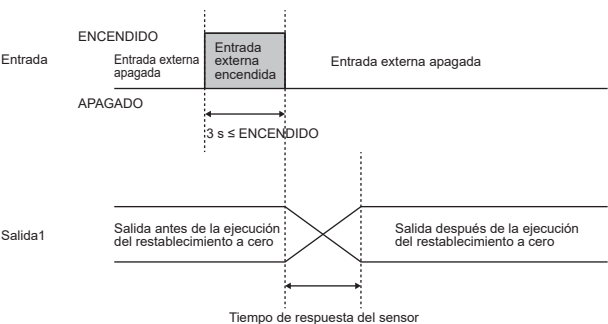 ENCENDIDO
Entrada
Entrada externa
apagada
Entrada
externa
encendida
Entrada externa apagada
APAGADO
3 s ≤ ENCENDIDO
Salida1
Salida antes de la ejecución
del restablecimiento a cero
Salida después de la ejecución
del restablecimiento a cero
Tiempo de respuesta del sensor